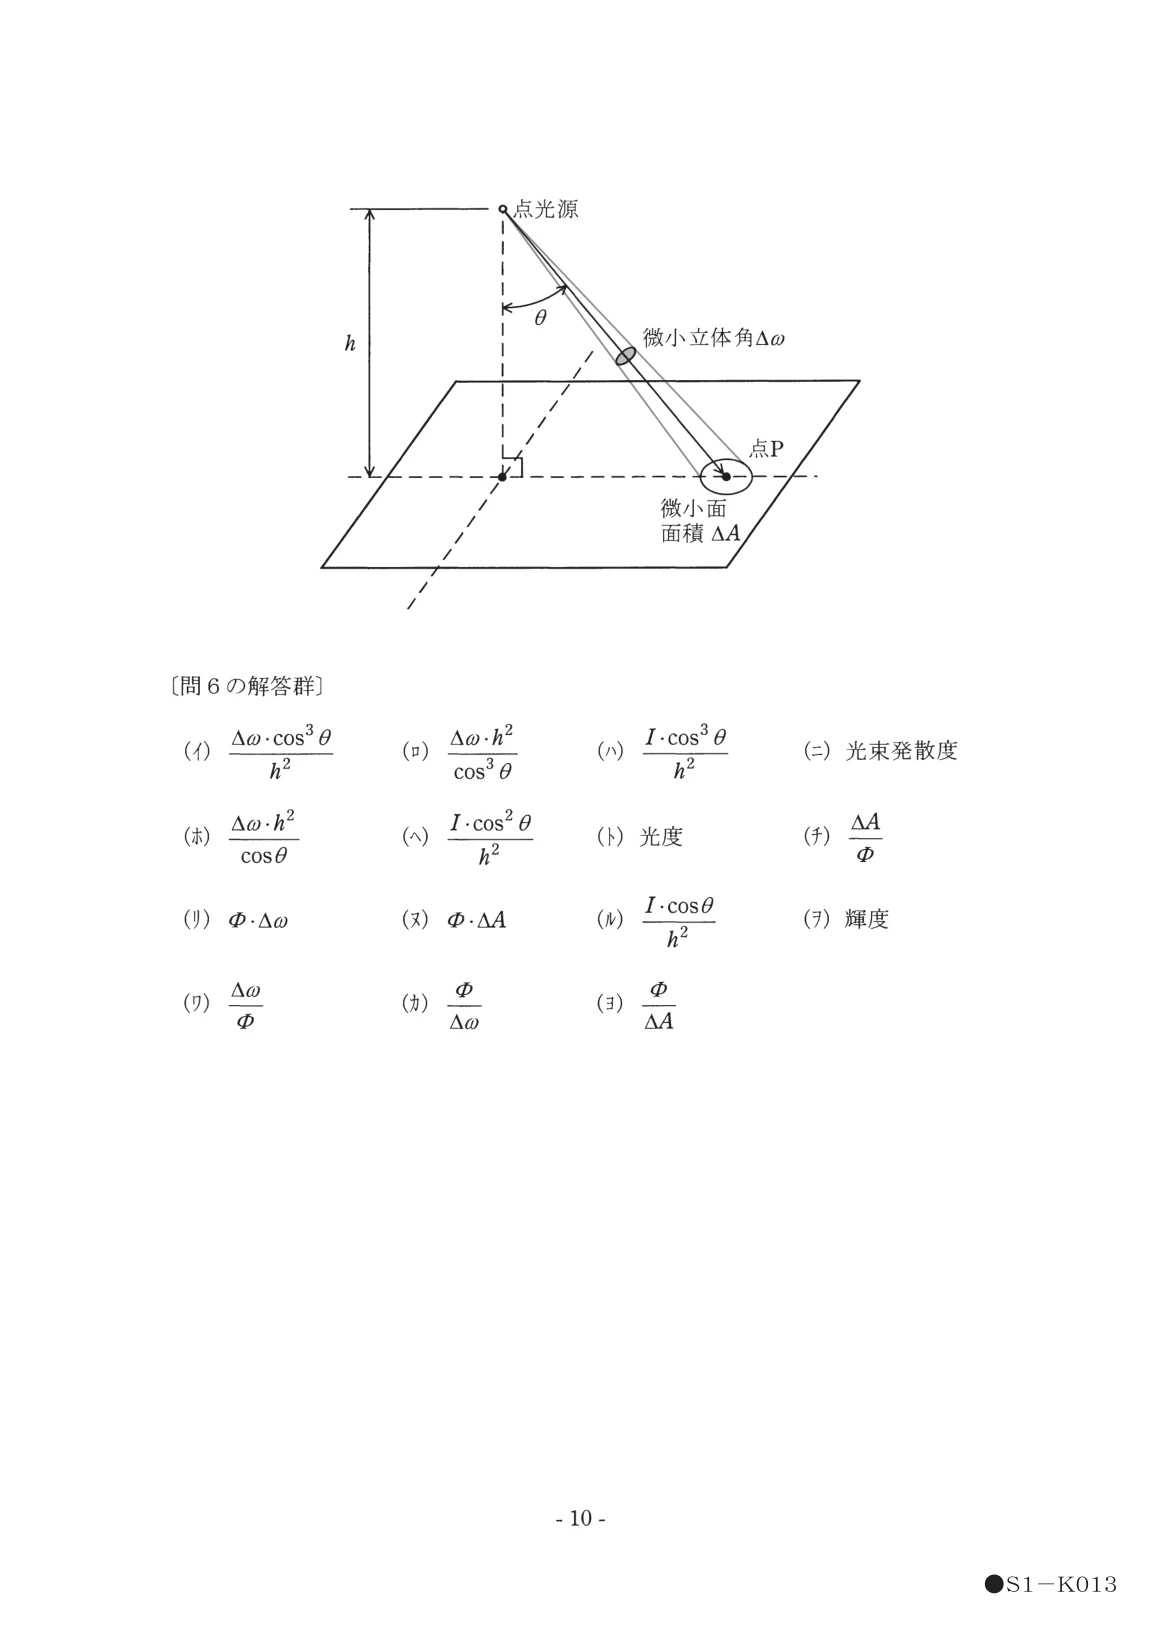 点光源
θ
h
微小立体角Δω
点P
微小面
面積 ΔA
〔問6の解答群〕
(イ) Δω·cos³θ / h² (ロ) Δω·h² / cos³θ (ハ) I·cos³θ / h² (ニ) 光束発散度
(ホ) Δω·h² / cosθ (ヘ) I·cos²θ / h² (ト) 光度 (チ) ΔA / Φ
(リ) Φ·Δω (ヌ) Φ·ΔA (ル) I·cosθ / h² (ヲ) 輝度
(ワ) Δω / Φ (カ) Φ / Δω (ヨ) Φ / ΔA
- 10 -
●S1-K013